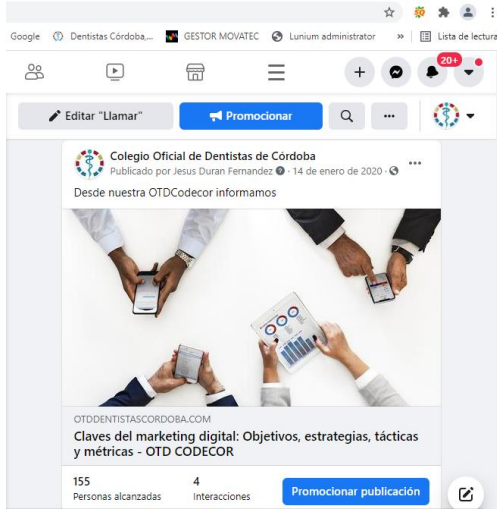 Google Dentistas Córdoba,... GESTOR MOVATEC Lunium administrator » Lista de lectura
20+
Editar "Llamar" Promocionar
Colegio Oficial de Dentistas de Córdoba
Publicado por Jesus Duran Fernandez · 14 de enero de 2020 ·
Desde nuestra OTDCodecor informamos
OTDDENTISTASCORDOBA.COM
Claves del marketing digital: Objetivos, estrategias, tácticas
y métricas - OTD CODECOR
155 4
Personas alcanzadas Interacciones
Promocionar publicación